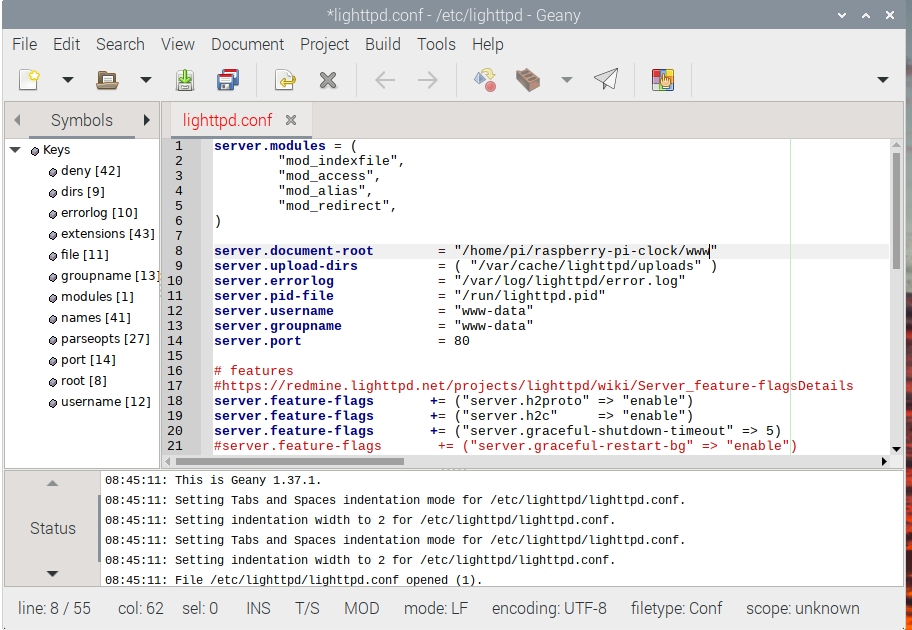 *lighttpd.conf - /etc/lighttpd - Geany
File Edit Search View Document Project Build Tools Help
Symbols
lighttpd.conf
Keys
deny [42]
dirs [9]
errorlog [10]
extensions [43]
file [11]
groupname [13]
modules [1]
names [41]
parseopts [27]
port [14]
root [8]
username [12]
1 server.modules = (
2 "mod_indexfile",
3 "mod_access",
4 "mod_alias",
5 "mod_redirect",
6 )
7
8 server.document-root = "/home/pi/raspberry-pi-clock/www"
9 server.upload-dirs = ( "/var/cache/lighttpd/uploads" )
10 server.errorlog = "/var/log/lighttpd/error.log"
11 server.pid-file = "/run/lighttpd.pid"
12 server.username = "www-data"
13 server.groupname = "www-data"
14 server.port = 80
15
16 # features
17 #https://redmine.lighttpd.net/projects/lighttpd/wiki/Server_feature-flagsDetails
18 server.feature-flags += ("server.h2proto" => "enable")
19 server.feature-flags += ("server.h2c" => "enable")
20 server.feature-flags += ("server.graceful-shutdown-timeout" => 5)
21 #server.feature-flags += ("server.graceful-restart-bg" => "enable")
Status
08:45:11: This is Geany 1.37.1.
08:45:11: Setting Tabs and Spaces indentation mode for /etc/lighttpd/lighttpd.conf.
08:45:11: Setting indentation width to 2 for /etc/lighttpd/lighttpd.conf.
08:45:11: Setting Tabs and Spaces indentation mode for /etc/lighttpd/lighttpd.conf.
08:45:11: Setting indentation width to 2 for /etc/lighttpd/lighttpd.conf.
08:45:11: File /etc/lighttpd/lighttpd.conf opened (1).
line: 8 / 55 col: 62 sel: 0 INS T/S MOD mode: LF encoding: UTF-8 filetype: Conf scope: unknown